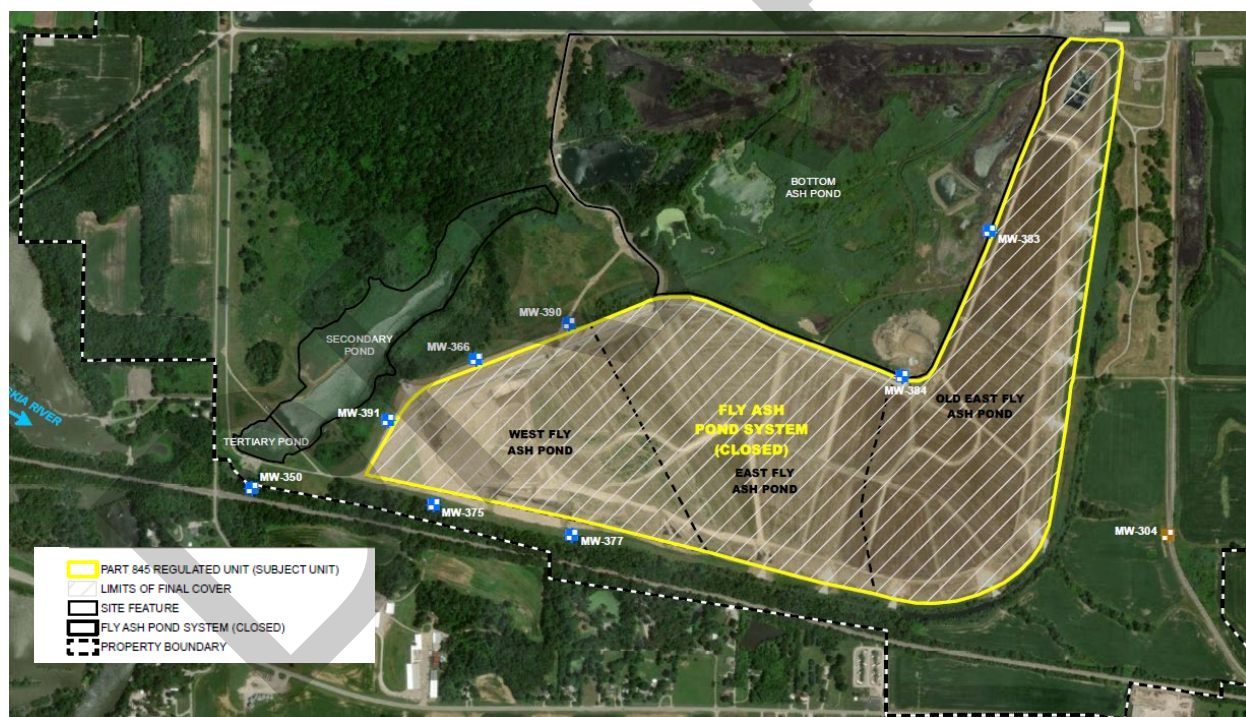 BOTTOM
ASH POND
MW-383
MW-390
MW-366
SECONDARY
POND
MW-384
OLD EAST FLY
ASH POND
MW-391
FLY ASH
POND SYSTEM
(CLOSED)
WEST FLY
ASH POND
KIA RIVER
TERTIARY POND
EAST FLY
ASH POND
MW-350
MW-375
MW-377
MW-304
PART 845 REGULATED UNIT (SUBJECT UNIT)
LIMITS OF FINAL COVER
SITE FEATURE
FLY ASH POND SYSTEM (CLOSED)
PROPERTY BOUNDARY